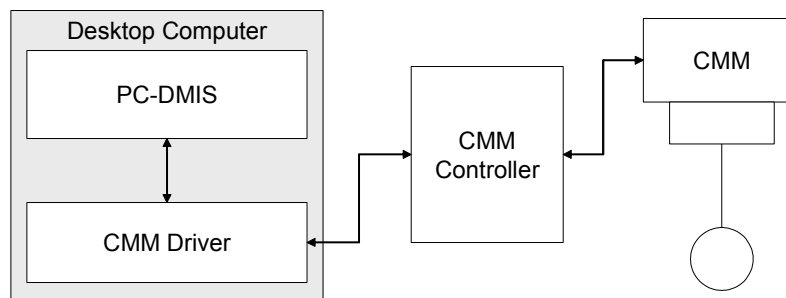 Desktop Computer
PC-DMIS
CMM Driver
CMM
Controller
CMM